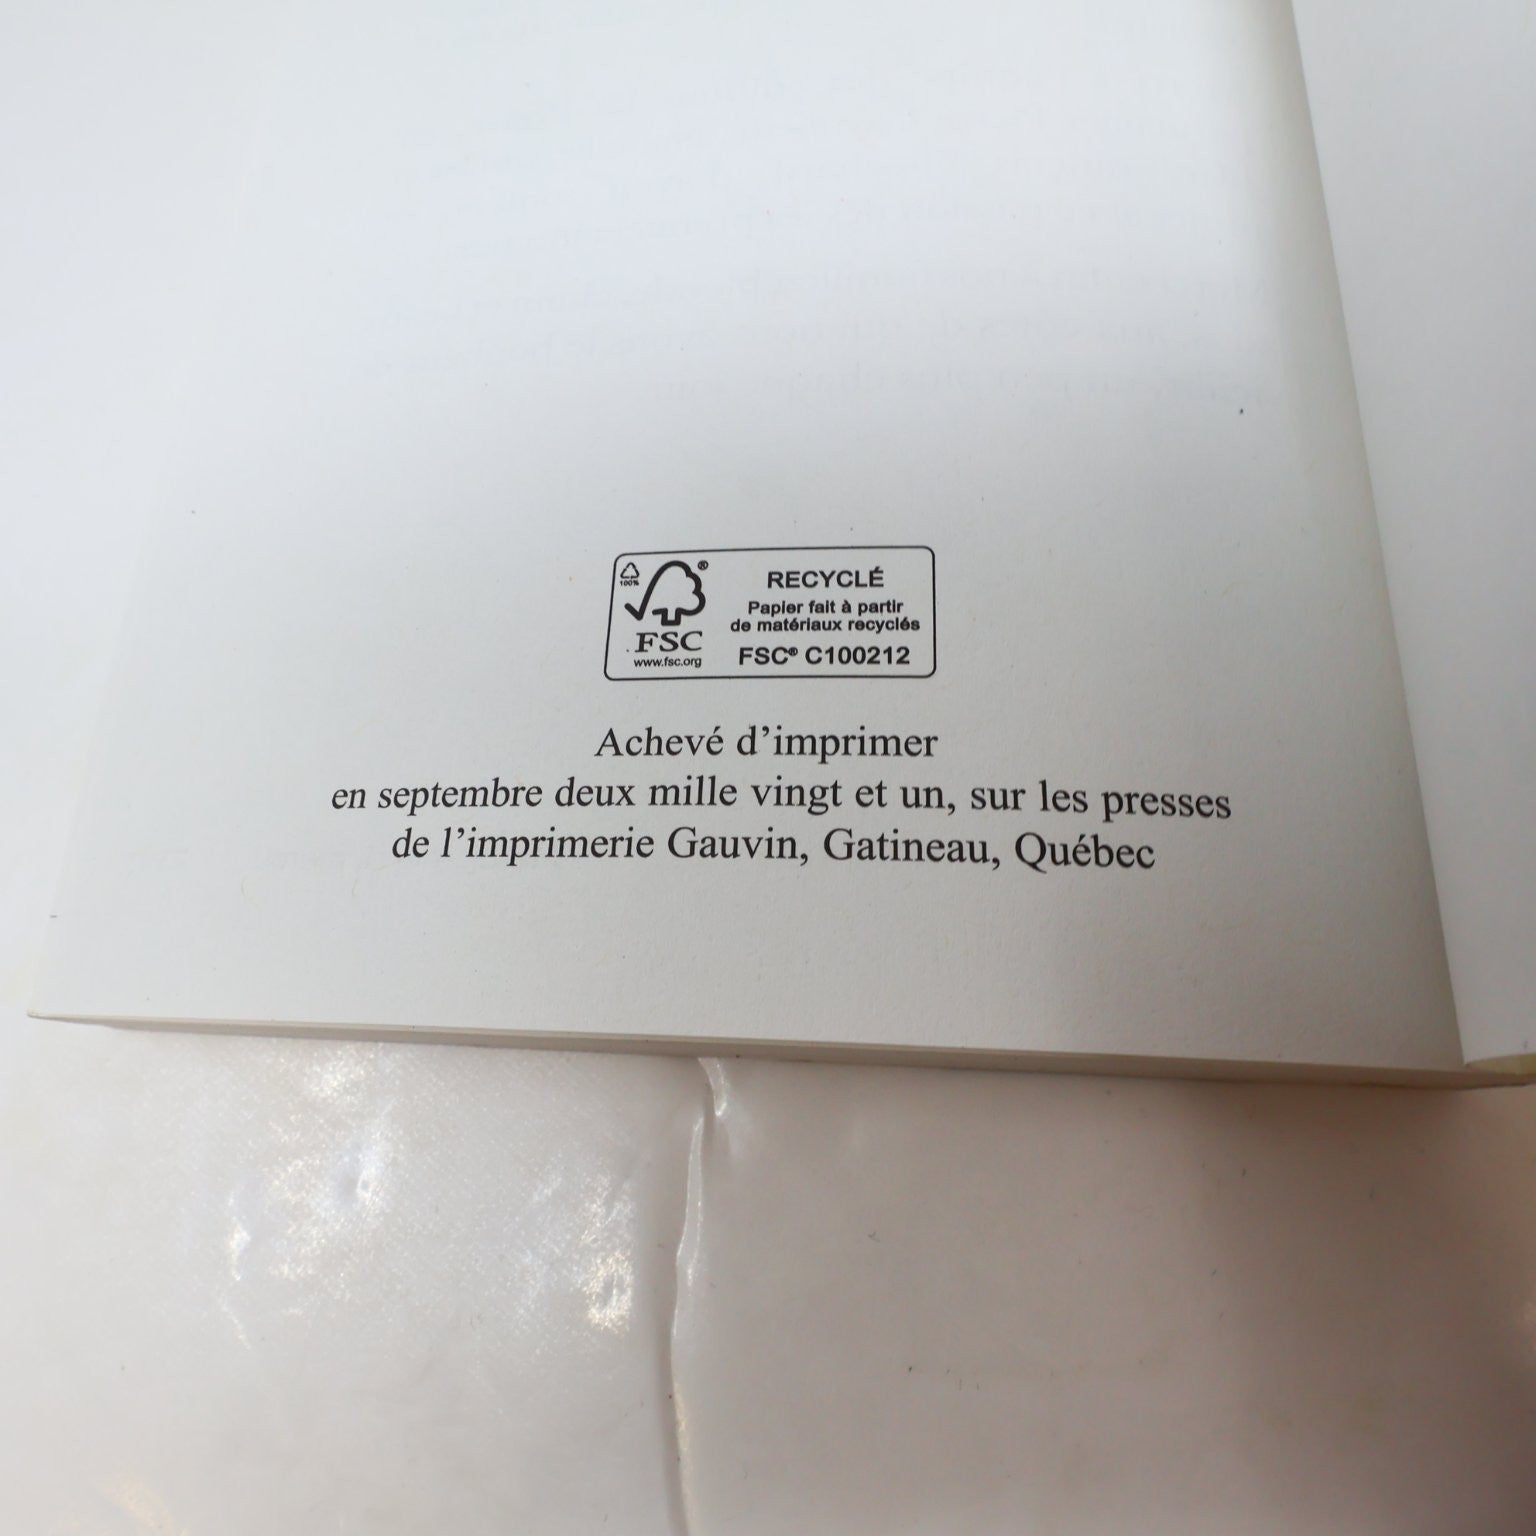 100%
®
FSC
www.fsc.org
RECYCLÉ
Papier fait à partir
de matériaux recyclés
FSC® C100212
Achevé d’imprimer
en septembre deux mille vingt et un, sur les presses
de l’imprimerie Gauvin, Gatineau, Québec